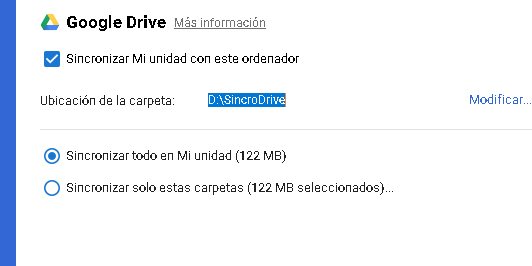 Google Drive Más información
Sincronizar Mi unidad con este ordenador
Ubicación de la carpeta: D:\SincroDrive Modificar...
Sincronizar todo en Mi unidad (122 MB)
Sincronizar solo estas carpetas (122 MB seleccionados)...